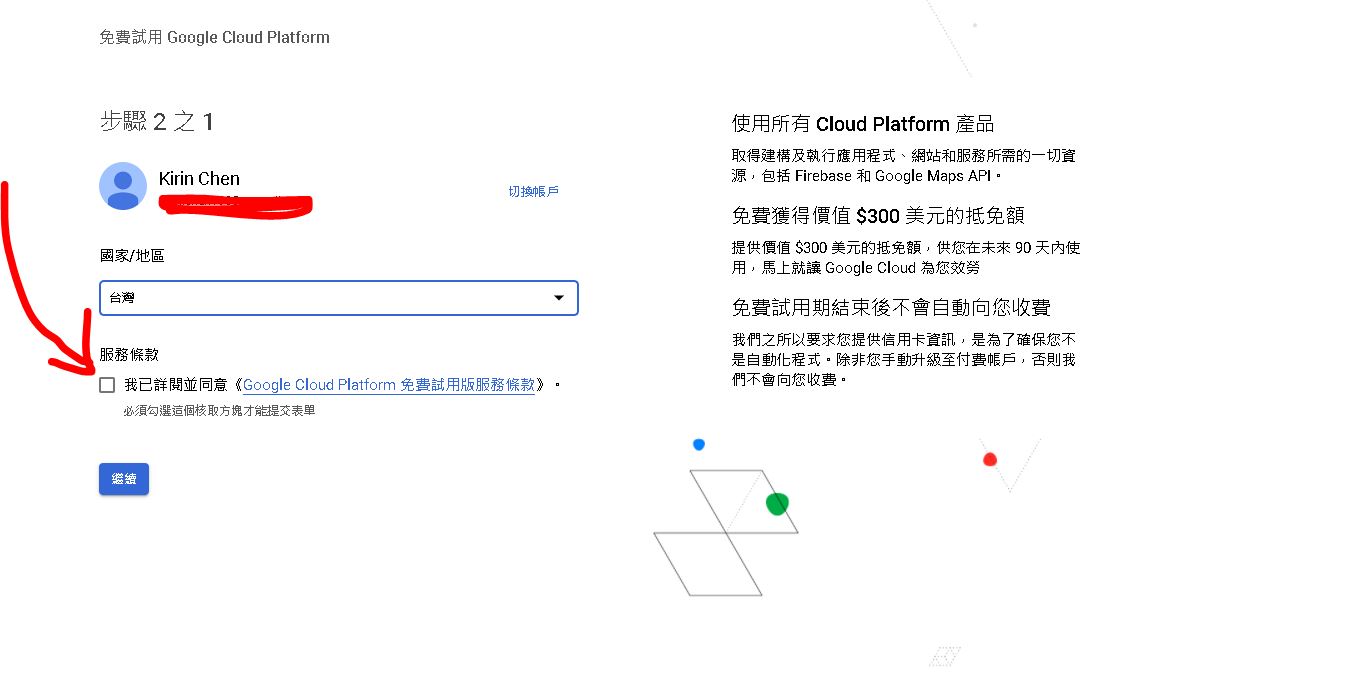 免費試用 Google Cloud Platform
步驟 2 之 1
Kirin Chen
切換帳戶
國家/地區
台灣
服務條款
我已詳閱並同意《Google Cloud Platform 免費試用版服務條款》。
必須勾選這個核取方塊才能提交表單
繼續
使用所有 Cloud Platform 產品
取得建構及執行應用程式、網站和服務所需的一切資
源，包括 Firebase 和 Google Maps API。
免費獲得價值 $300 美元的抵免額
提供價值 $300 美元的抵免額，供您在未來 90 天內使
用，馬上就讓 Google Cloud 為您效勞
免費試用期結束後不會自動向您收費
我們之所以要求您提供信用卡資訊，是為了確保您不
是自動化程式。除非您手動升級至付費帳戶，否則我
們不會向您收費。